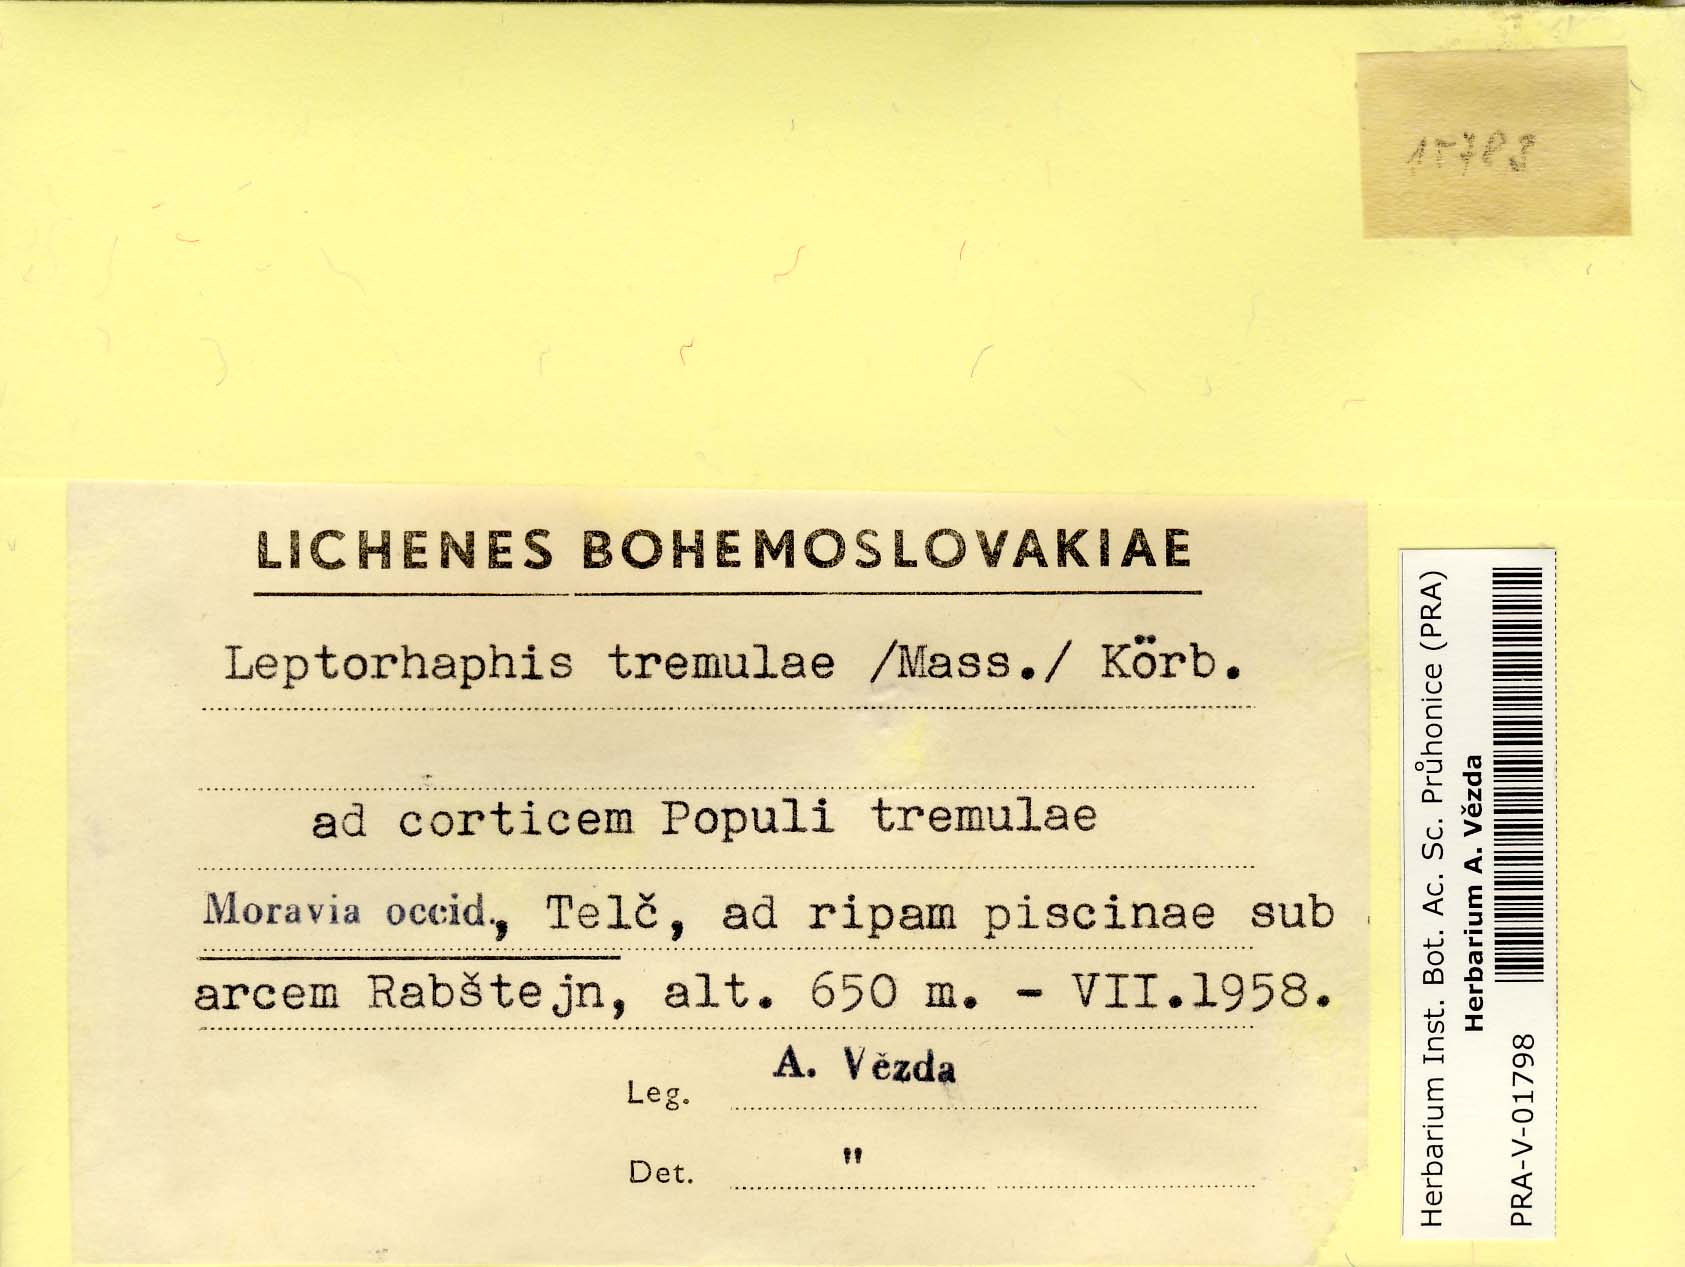 15783
LICHENES BOHEMOSLOVAKIAE
Leptorhaphis tremulae /Mass./ Körb.
ad corticem Populi tremulae
Moravia occid., Telč, ad ripam piscinae sub
arcem Rabštejn, alt. 650 m. - VII.1958.
Leg. A. Vězda
Det. "
Herbarium Inst. Bot. Ac. Sc. Průhonice (PRA)
Herbarium A. Vězda
PRA-V-01798